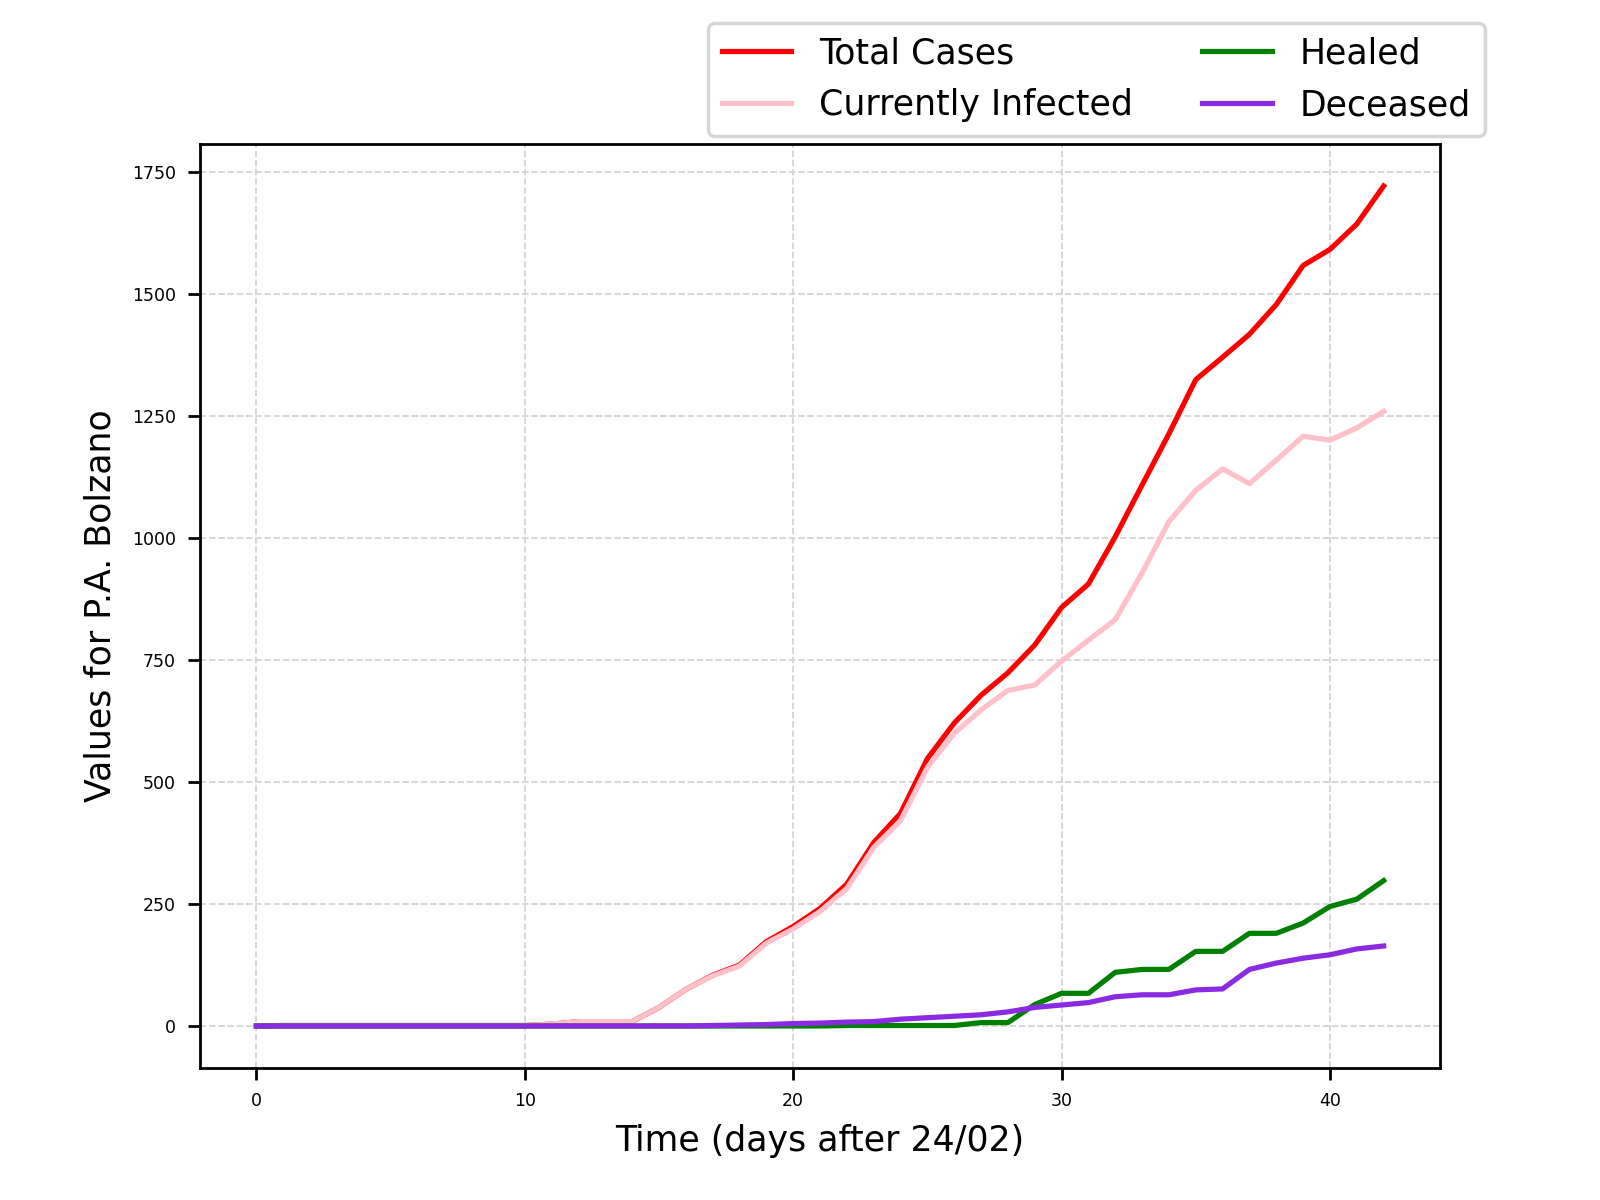 Total Cases
Currently Infected
Healed
Deceased
Values for P.A. Bolzano
1750
1500
1250
1000
750
500
250
0
0 10 20 30 40
Time (days after 24/02)